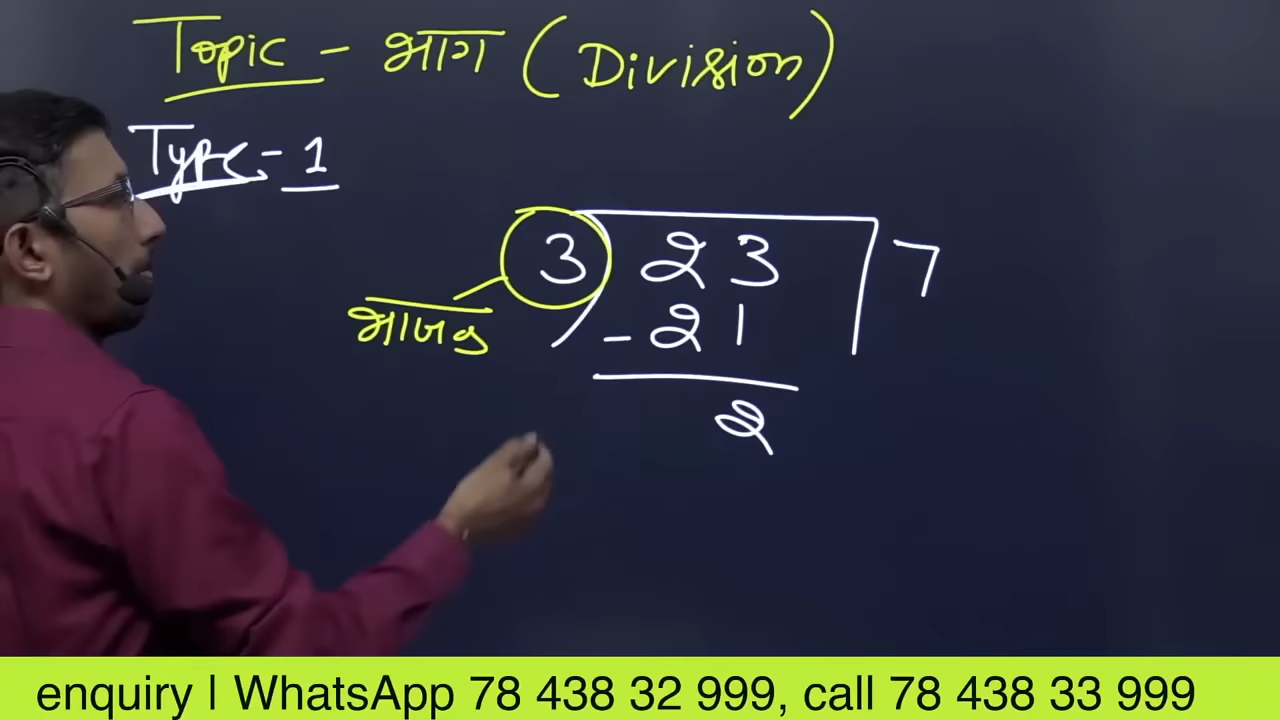 Topic - भाग (Division)
Type - 1
3 23 7
भाजक
- 21
2
enquiry | WhatsApp 78 438 32 999, call 78 438 33 999